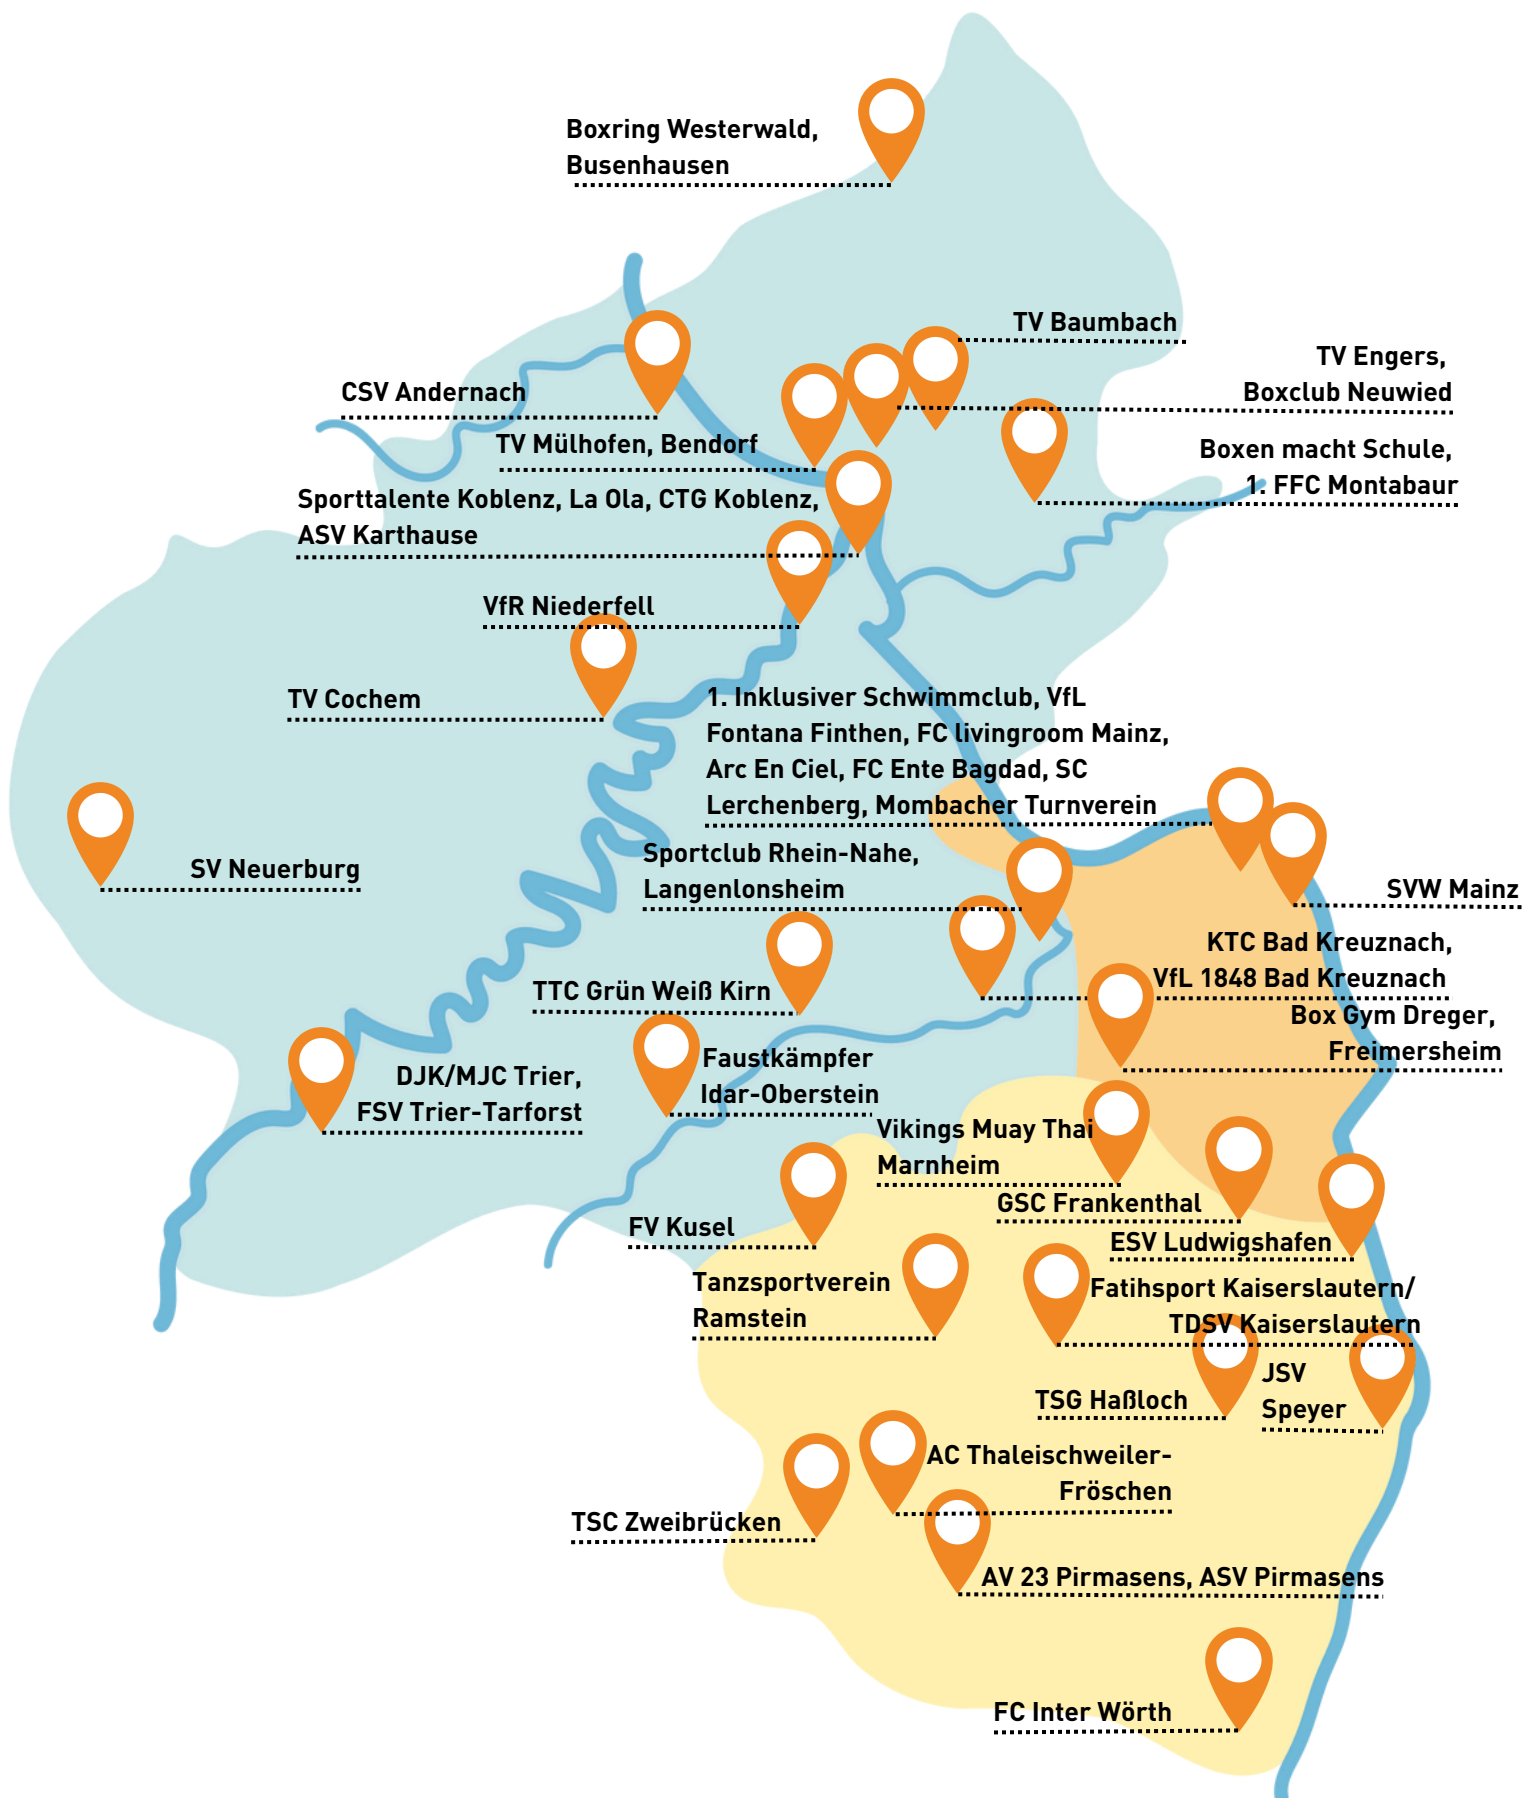 Boxring Westerwald,
Busenhausen
TV Baumbach
TV Engers,
Boxclub Neuwied
CSV Andernach
TV Mülhofen, Bendorf
Boxen macht Schule,
1. FFC Montabaur
Sporttalente Koblenz, La Ola, CTG Koblenz,
ASV Karthause
VfR Niederfell
TV Cochem
1. Inklusiver Schwimmclub, VfL
Fontana Finthen, FC livingroom Mainz,
Arc En Ciel, FC Ente Bagdad, SC
Lerchenberg, Mombacher Turnverein
SV Neuerburg
Sportclub Rhein-Nahe,
Langenlonsheim
SVW Mainz
KTC Bad Kreuznach,
VfL 1848 Bad Kreuznach
TTC Grün Weiß Kirn
Box Gym Dreger,
Freimersheim
DJK/MJC Trier,
FSV Trier-Tarforst
Faustkämpfer
Idar-Oberstein
Vikings Muay Thai
Marnheim
GSC Frankenthal
FV Kusel
ESV Ludwigshafen
Tanzsportverein
Ramstein
Fatihsport Kaiserslautern/
TDSV Kaiserslautern
TSG Haßloch
JSV
Speyer
AC Thaleischweiler-
Fröschen
TSC Zweibrücken
AV 23 Pirmasens, ASV Pirmasens
FC Inter Wörth